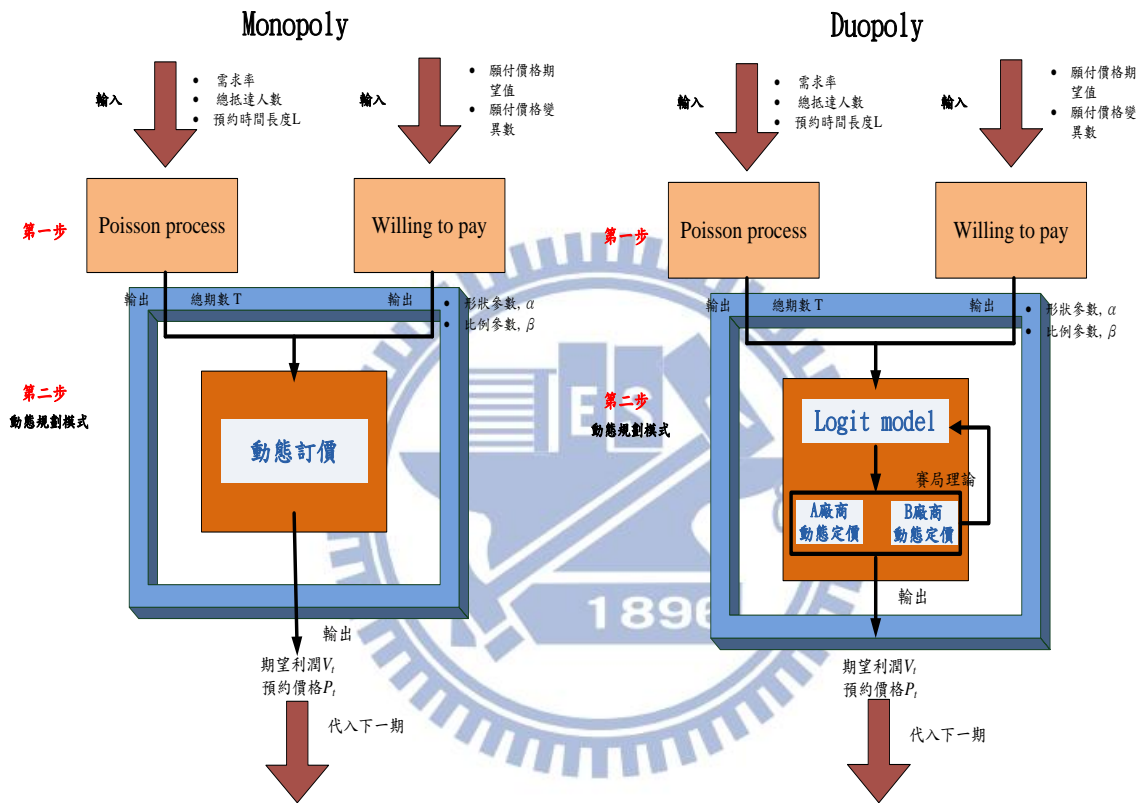 Monopoly
輸入
• 需求率
• 總抵達人數
• 預約時間長度L
輸入
• 願付價格期
望值
• 願付價格變
異數
第一步
Poisson process
Willing to pay
輸出
總期數 T
輸出
• 形狀參數, α
• 比例參數, β
第二步
動態規劃模式
動態訂價
輸出
期望利潤Vt
預約價格Pt
代入下一期
Duopoly
輸入
• 需求率
• 總抵達人數
• 預約時間長度L
輸入
• 願付價格期
望值
• 願付價格變
異數
第一步
Poisson process
Willing to pay
輸出
總期數 T
輸出
• 形狀參數, α
• 比例參數, β
第二步
動態規劃模式
Logit model
賽局理論
A廠商
動態定價
B廠商
動態定價
輸出
期望利潤Vt
預約價格Pt
代入下一期
E S
1896